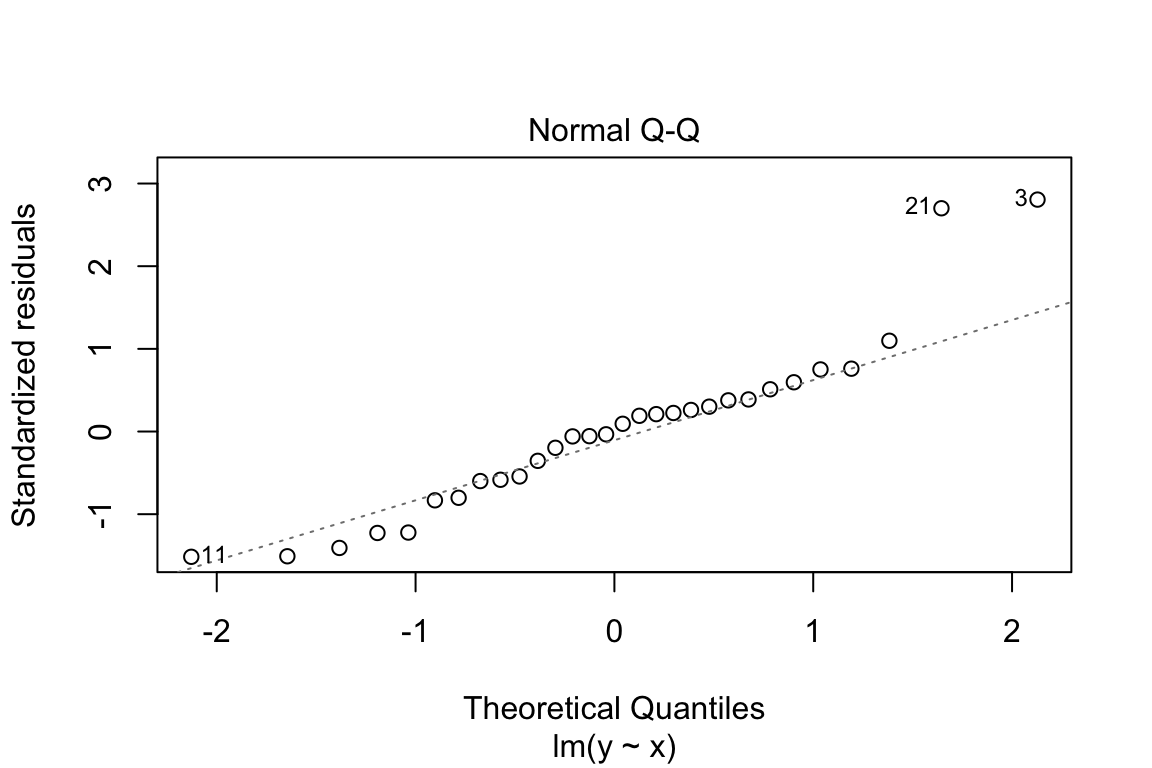 Normal Q-Q
Standardized residuals
3
2
1
0
-1
21
3
11
-2 -1 0 1 2
Theoretical Quantiles
lm(y ~ x)